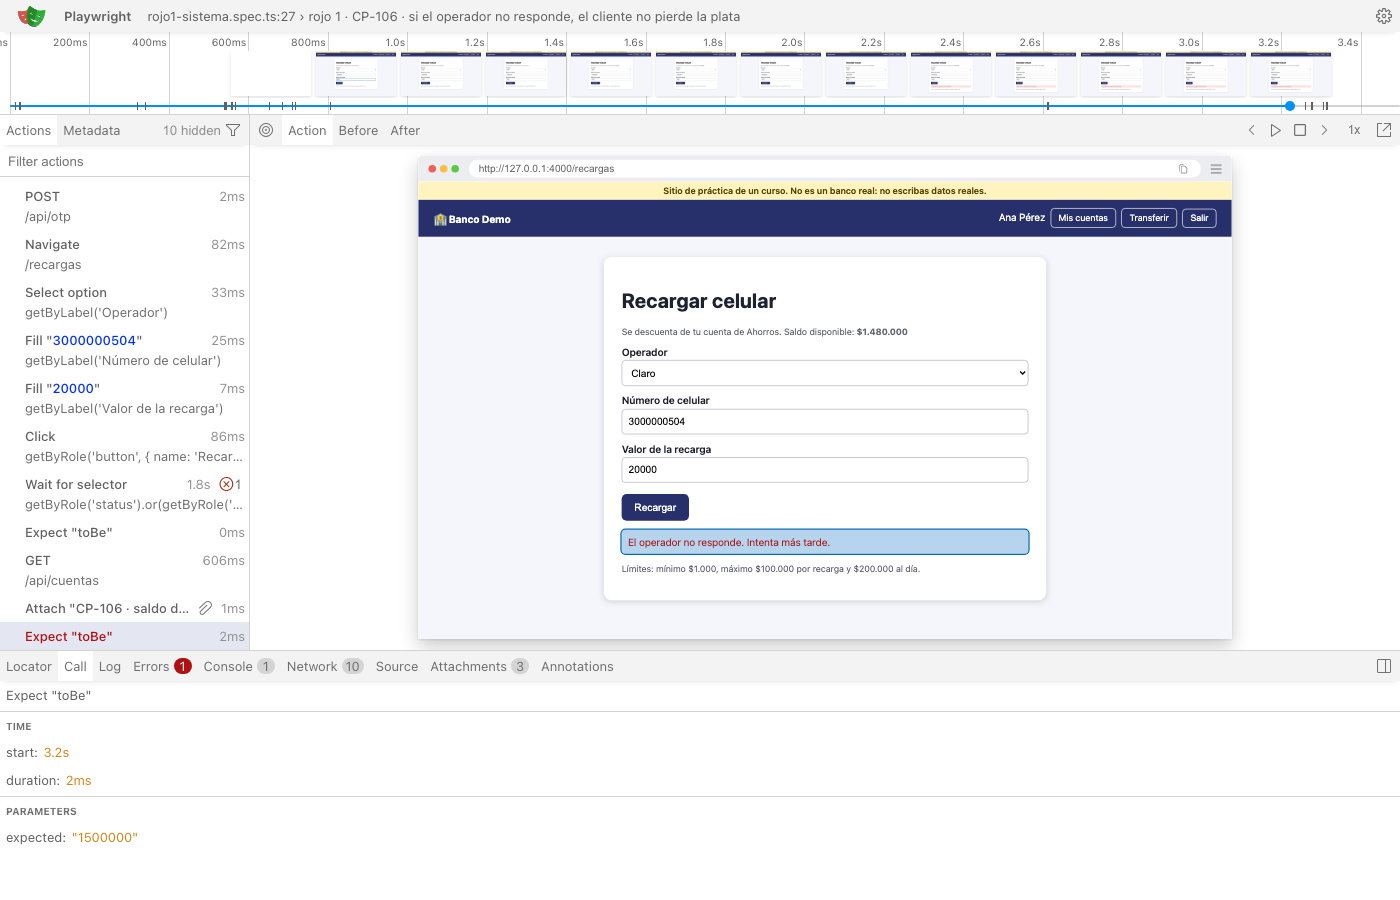 Playwright
rojo1-sistema.spec.ts:27 › rojo 1 · CP-106 · si el operador no responde, el cliente no pierde la plata
200ms 400ms 600ms 800ms 1.0s 1.2s 1.4s 1.6s 1.8s 2.0s 2.2s 2.4s 2.6s 2.8s 3.0s 3.2s 3.4s
Actions Metadata 10 hidden
Action Before After
1x
Filter actions
POST 2ms
/api/otp
Navigate 82ms
/recargas
Select option 33ms
getByLabel('Operador')
Fill "3000000504" 25ms
getByLabel('Número de celular')
Fill "20000" 7ms
getByLabel('Valor de la recarga')
Click 86ms
getByRole('button', { name: 'Recar...
Wait for selector 1.8s 1
getByRole('status').or(getByRole('...
Expect "toBe" 0ms
GET 606ms
/api/cuentas
Attach "CP-106 · saldo d... 1ms
Expect "toBe" 2ms
http://127.0.0.1:4000/recargas
Sitio de práctica de un curso. No es un banco real: no escribas datos reales.
Banco Demo
Ana Pérez Mis cuentas Transferir Salir
Recargar celular
Se descuenta de tu cuenta de Ahorros. Saldo disponible: $1.480.000
Operador
Claro
Número de celular
3000000504
Valor de la recarga
20000
Recargar
El operador no responde. Intenta más tarde.
Límites: mínimo $1.000, máximo $100.000 por recarga y $200.000 al día.
Locator Call Log Errors 1 Console 1 Network 10 Source Attachments 3 Annotations
Expect "toBe"
TIME
start: 3.2s
duration: 2ms
PARAMETERS
expected: "1500000"